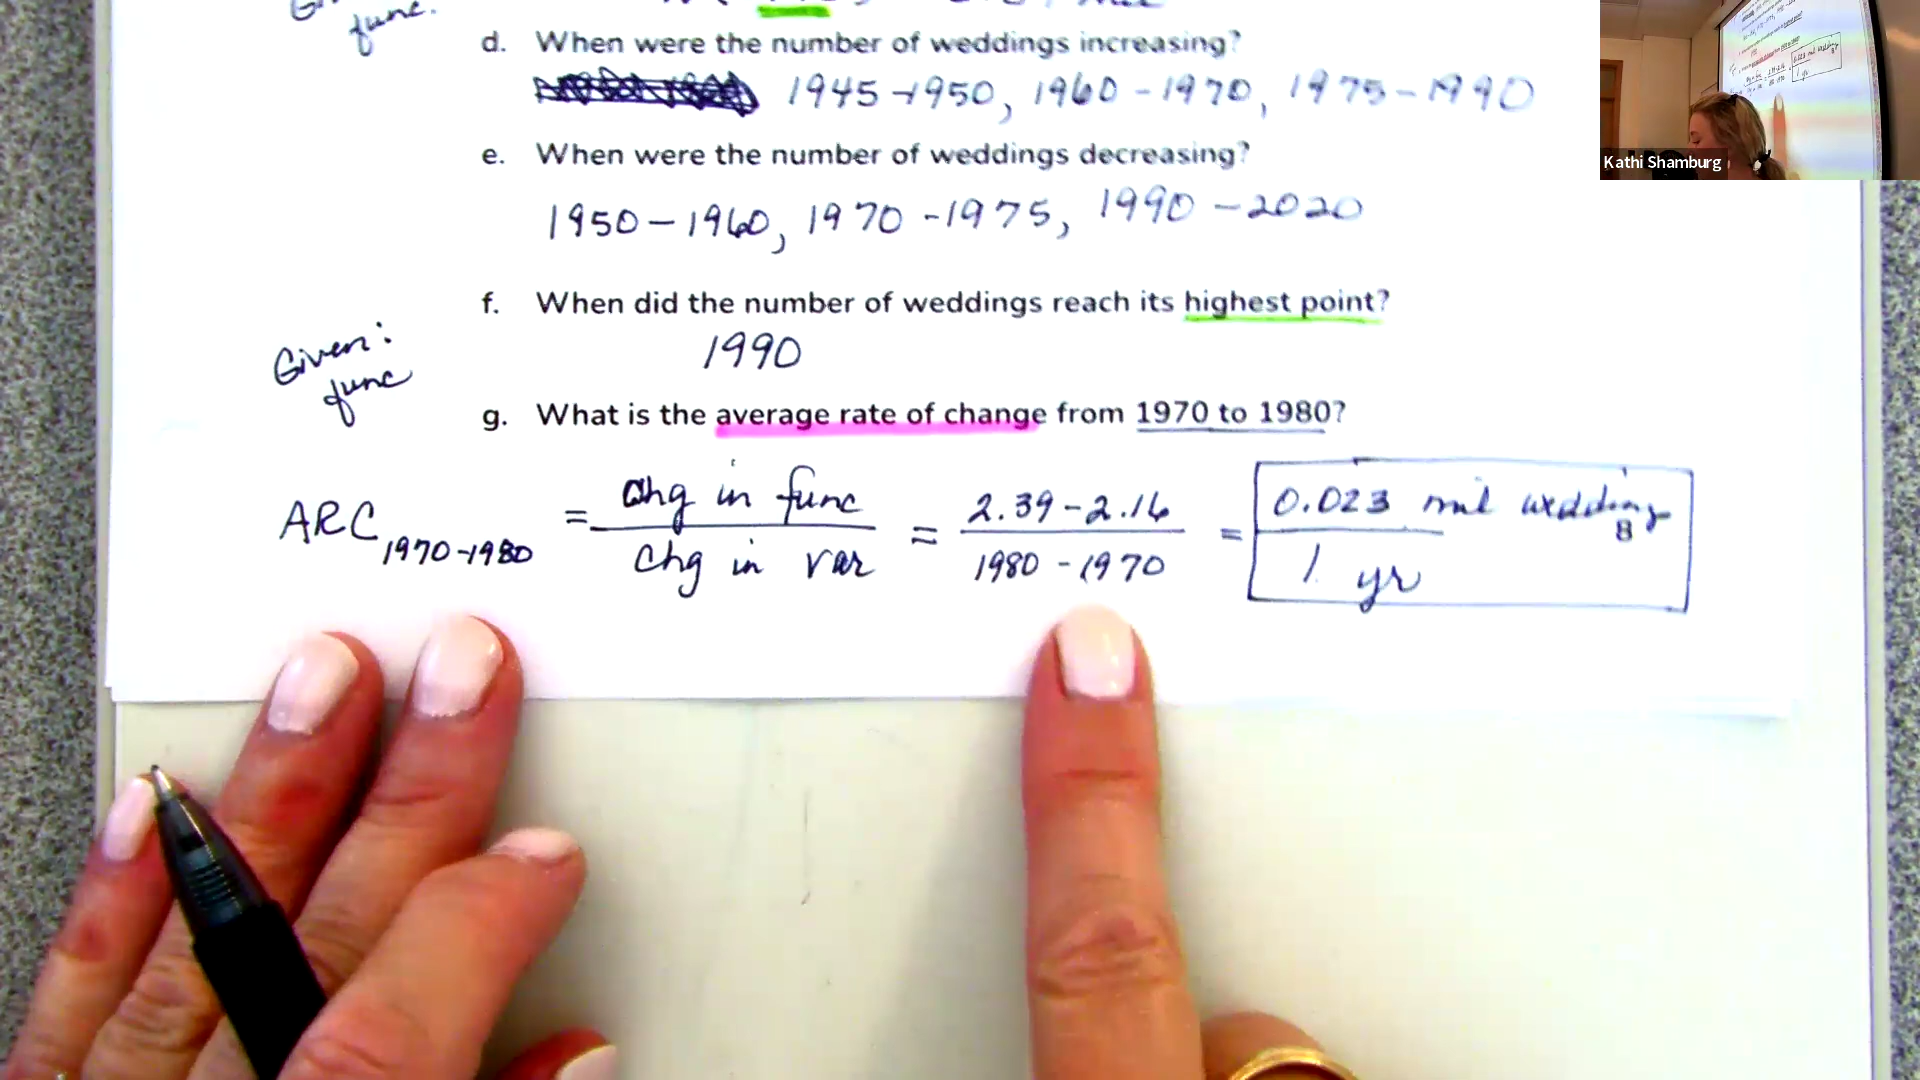 func.
d. When were the number of weddings increasing?
1945-1950, 1960-1970, 1975-1990
e. When were the number of weddings decreasing?
1950-1960, 1970-1975, 1990-2020
f. When did the number of weddings reach its highest point?
1990
Given:
func
g. What is the average rate of change from 1970 to 1980?
ARC 1970-1980 = chg in func / chg in var = 2.39-2.16 / 1980-1970 = 0.023 mil weddings / 1 yr
Kathi Shamburg